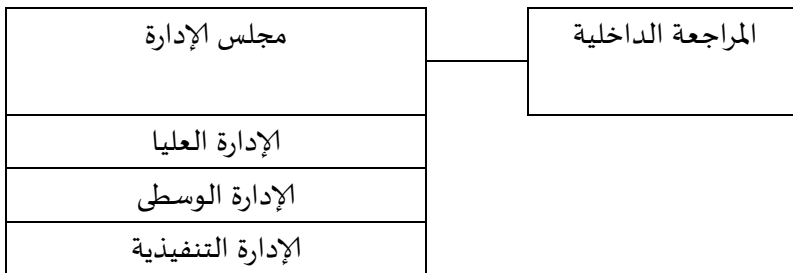 مجلس الإدارة
المراجعة الداخلية
الإدارة العليا
الإدارة الوسطى
الإدارة التنفيذية